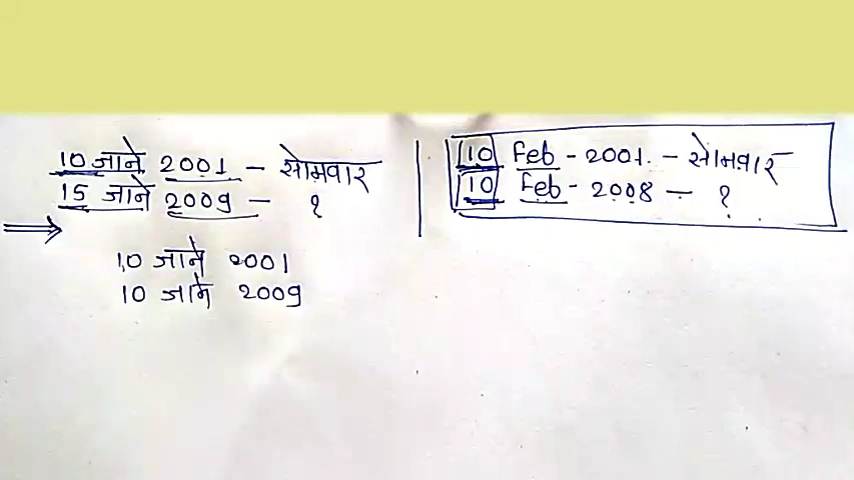 10 जाने 2001 - सोमवार
15 जाने 2009 - ?
⟹
10 जाने 2001
10 जाने 2009
10 Feb - 2001. - सोमवार
10 Feb - 2008 - ?